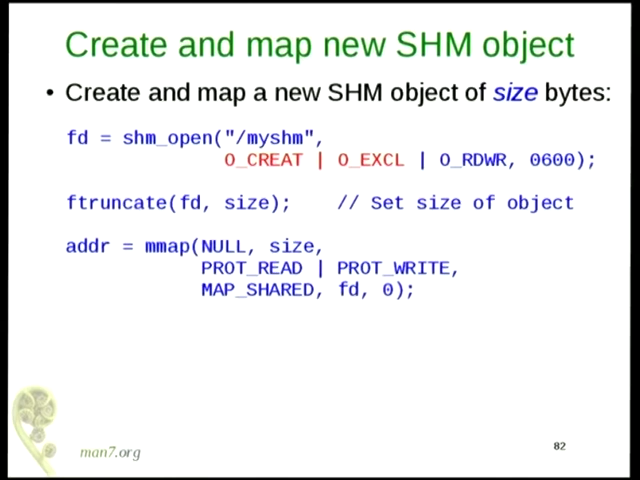 Create and map new SHM object
• Create and map a new SHM object of size bytes:
fd = shm_open("/myshm",
O_CREAT | O_EXCL | O_RDWR, 0600);
ftruncate(fd, size);    // Set size of object
addr = mmap(NULL, size,
PROT_READ | PROT_WRITE,
MAP_SHARED, fd, 0);
man7.org
82